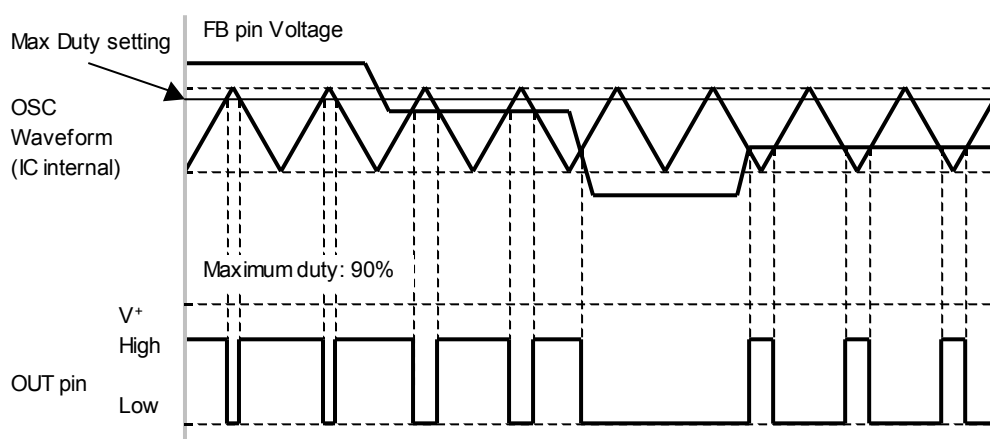 FB pin Voltage
Max Duty setting
OSC
Waveform
(IC internal)
Maximum duty: 90%
V+
High
OUT pin
Low